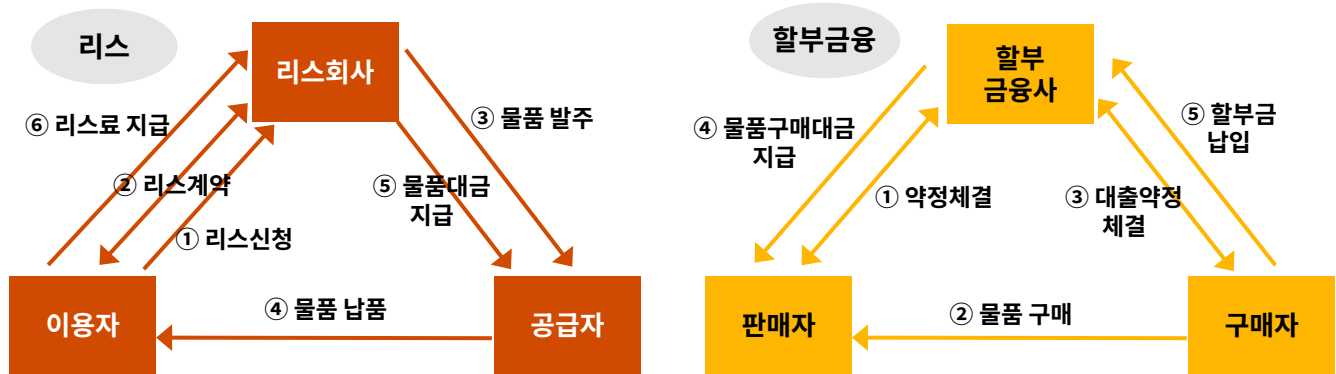 리스
리스회사
⑥ 리스료 지급
③ 물품 발주
② 리스계약
⑤ 물품대금
지급
① 리스신청
④ 물품 납품
이용자
공급자
할부금융
할부
금융사
④ 물품구매대금
지급
⑤ 할부금
납입
① 약정체결
③ 대출약정
체결
② 물품 구매
판매자
구매자